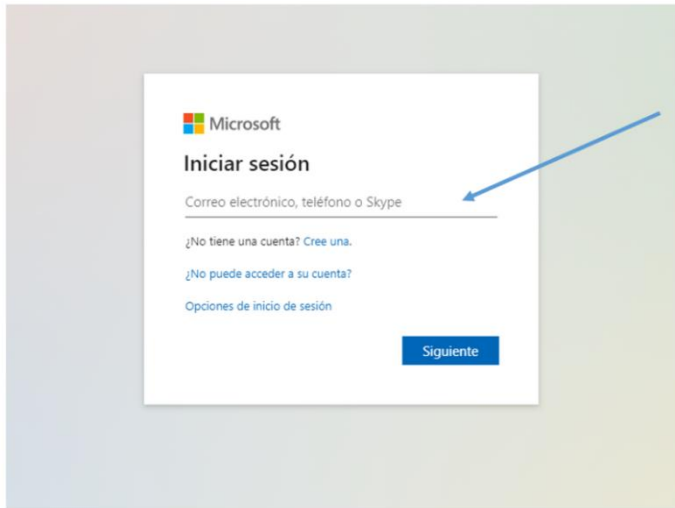 Microsoft
Iniciar sesión
Correo electrónico, teléfono o Skype
¿No tiene una cuenta? Cree una.
¿No puede acceder a su cuenta?
Opciones de inicio de sesión
Siguiente